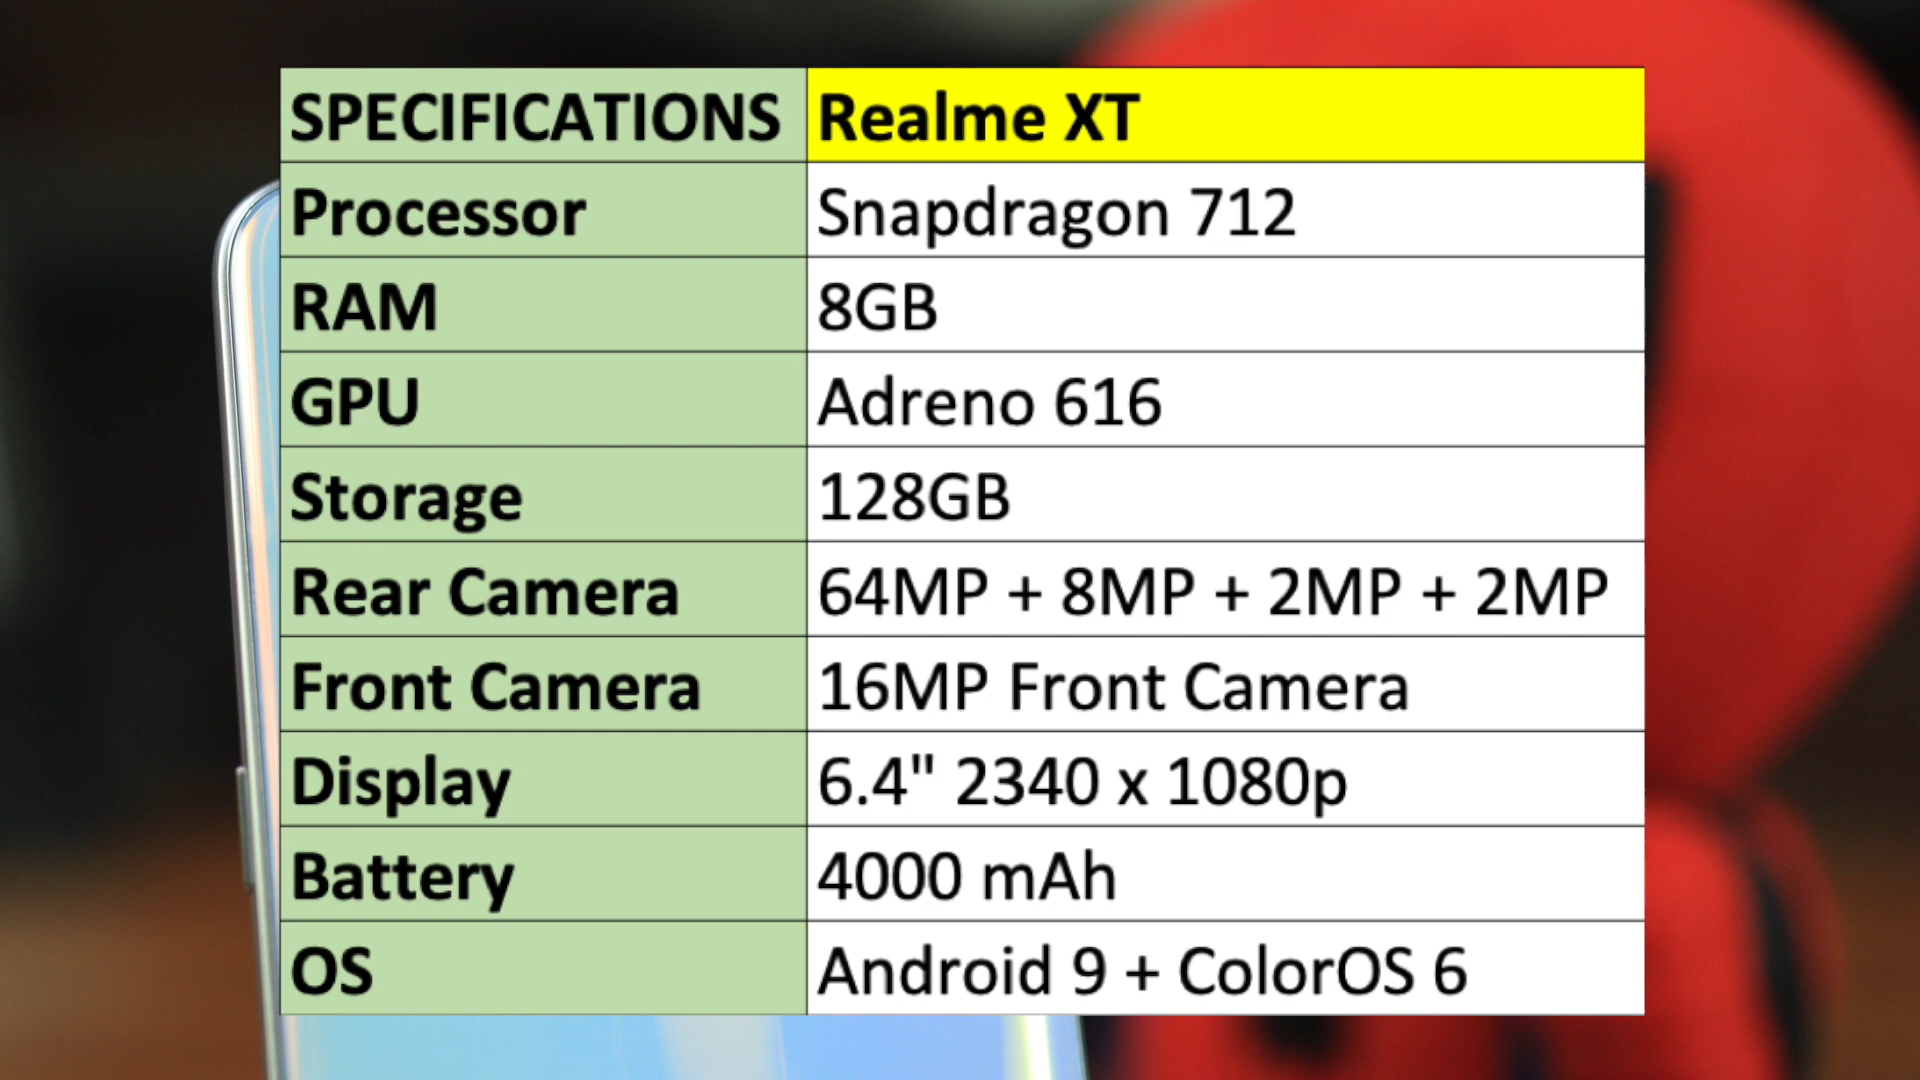 SPECIFICATIONS Realme XT
Processor Snapdragon 712
RAM 8GB
GPU Adreno 616
Storage 128GB
Rear Camera 64MP + 8MP + 2MP + 2MP
Front Camera 16MP Front Camera
Display 6.4" 2340 x 1080p
Battery 4000 mAh
OS Android 9 + ColorOS 6